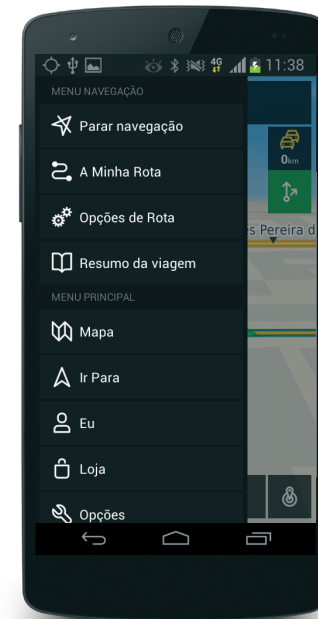 4G 11:38
MENU NAVEGAÇÃO
Parar navegação
0km
A Minha Rota
Opções de Rota
s Pereira d
Resumo da viagem
MENU PRINCIPAL
Mapa
Ir Para
Eu
Loja
Opções